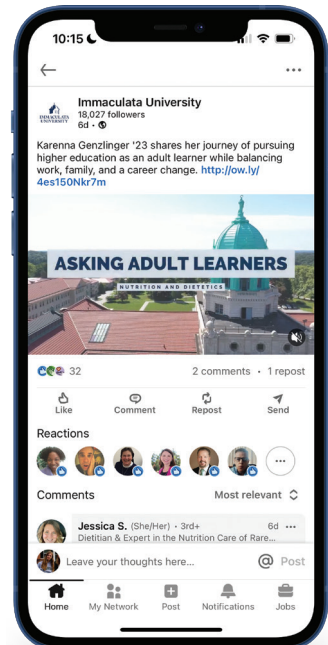 10:15
Immaculata University
IMMACULATA
UNIVERSITY
18,027 followers
6d •
Karenna Genzlinger '23 shares her journey of pursuing
higher education as an adult learner while balancing
work, family, and a career change. http://ow.ly/
4es150Nkr7m
ASKING ADULT LEARNERS
NUTRITION AND DIETETICS
32
2 comments • 1 repost
Like
Comment
Repost
Send
Reactions
Comments
Most relevant
Jessica S. (She/Her) • 3rd+
6d
Dietitian & Expert in the Nutrition Care of Rare...
Leave your thoughts here...
@ Post
Home
My Network
Post
Notifications
Jobs